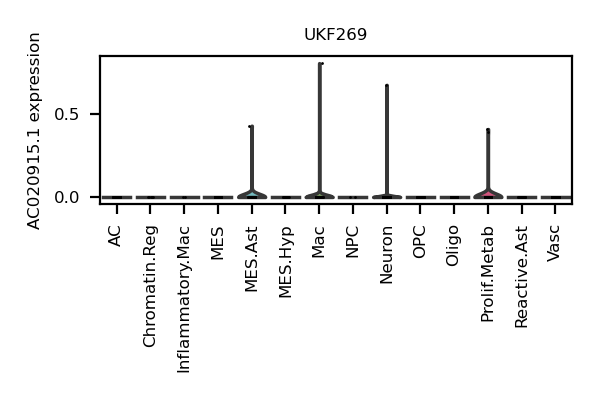 UKF269
AC020915.1 expression
0.5
0.0
AC
Chromatin.Reg
Inflammatory.Mac
MES
MES.Ast
MES.Hyp
Mac
NPC
Neuron
OPC
Oligo
Prolif.Metab
Reactive.Ast
Vasc